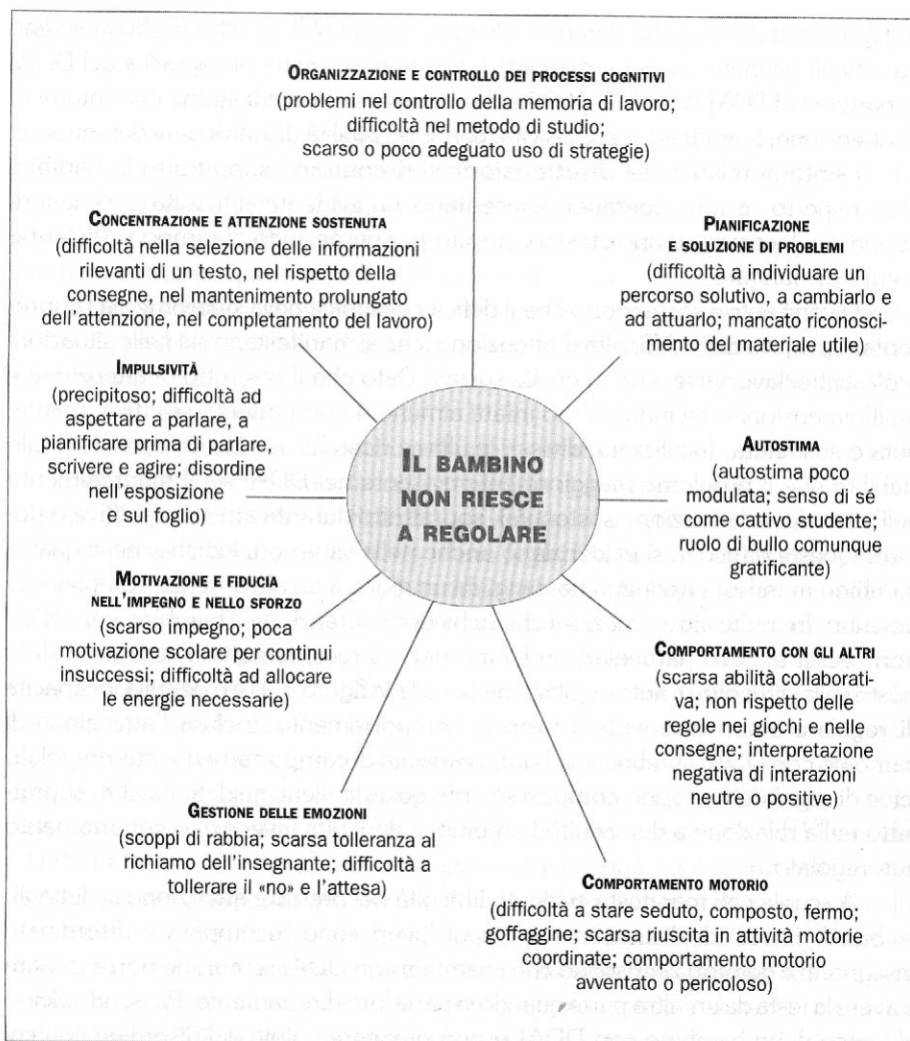 ORGANIZZAZIONE E CONTROLLO DEI PROCESSI COGNITIVI
(problemi nel controllo della memoria di lavoro;
difficoltà nel metodo di studio;
scarso o poco adeguato uso di strategie)
CONCENTRAZIONE E ATTENZIONE SOSTENUTA
(difficoltà nella selezione delle informazioni
rilevanti di un testo, nel rispetto della
consegne, nel mantenimento prolungato
dell'attenzione, nel completamento del lavoro)
PIANIFICAZIONE
E SOLUZIONE DI PROBLEMI
(difficoltà a individuare un
percorso solutivo, a cambiarlo e
ad attuarlo; mancato riconosci-
mento del materiale utile)
IMPULSIVITÀ
(precipitoso; difficoltà ad
aspettare a parlare, a
pianificare prima di parlare,
scrivere e agire; disordine
nell'esposizione
e sul foglio)
IL BAMBINO
NON RIESCE
A REGOLARE
AUTOSTIMA
(autostima poco
modulata; senso di sé
come cattivo studente;
ruolo di bullo comunque
gratificante)
MOTIVAZIONE E FIDUCIA
NELL'IMPEGNO E NELLO SFORZO
(scarso impegno; poca
motivazione scolare per continui
insuccessi; difficoltà ad allocare
le energie necessarie)
COMPORTAMENTO CON GLI ALTRI
(scarsa abilità collaborati-
va; non rispetto delle
regole nei giochi e nelle
consegne; interpretazione
negativa di interazioni
neutre o positive)
GESTIONE DELLE EMOZIONI
(scoppi di rabbia; scarsa tolleranza al
richiamo dell'insegnante; difficoltà a
tollerare il «no» e l'attesa)
COMPORTAMENTO MOTORIO
(difficoltà a stare seduto, composto, fermo;
goffaggine; scarsa riuscita in attività motorie
coordinate; comportamento motorio
avventato o pericoloso)